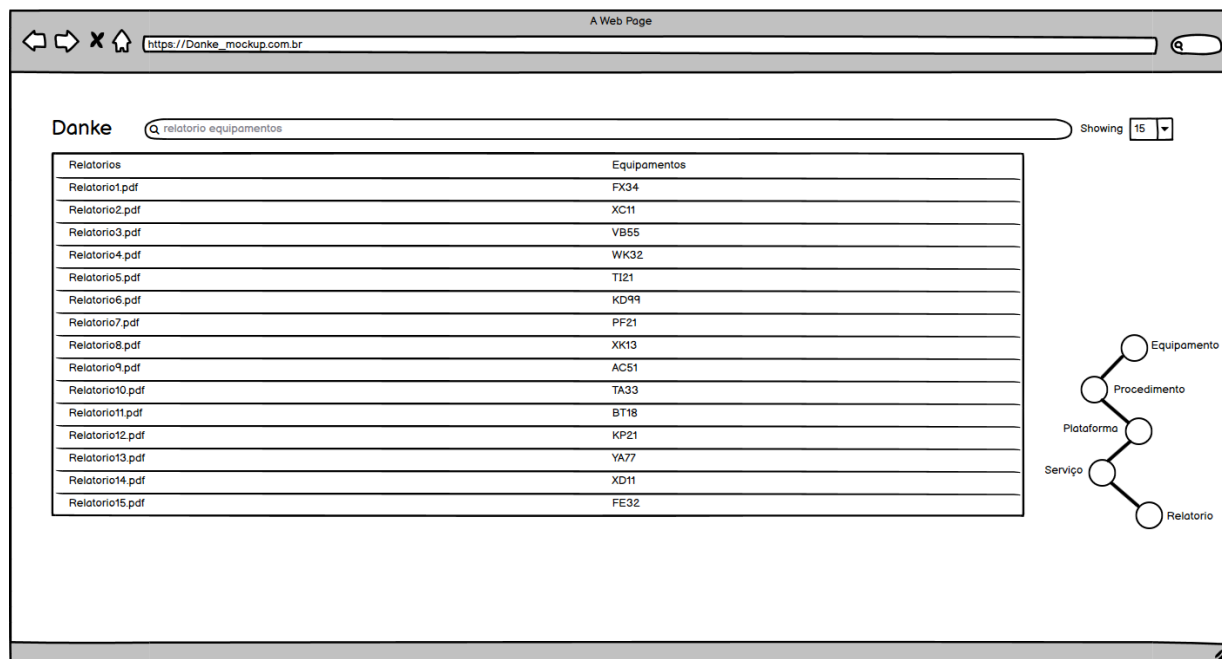 A Web Page
https://Danke_mockup.com.br
Danke
relatorio equipamentos
Showing 15
Relatorios Equipamentos
Relatorio1.pdf FX34
Relatorio2.pdf XC11
Relatorio3.pdf VB55
Relatorio4.pdf WK32
Relatorio5.pdf TI21
Relatorio6.pdf KD99
Relatorio7.pdf PF21
Relatorio8.pdf XK13
Relatorio9.pdf AC51
Relatorio10.pdf TA33
Relatorio11.pdf BT18
Relatorio12.pdf KP21
Relatorio13.pdf YA77
Relatorio14.pdf XD11
Relatorio15.pdf FE32
Equipamento
Procedimento
Plataforma
Serviço
Relatorio